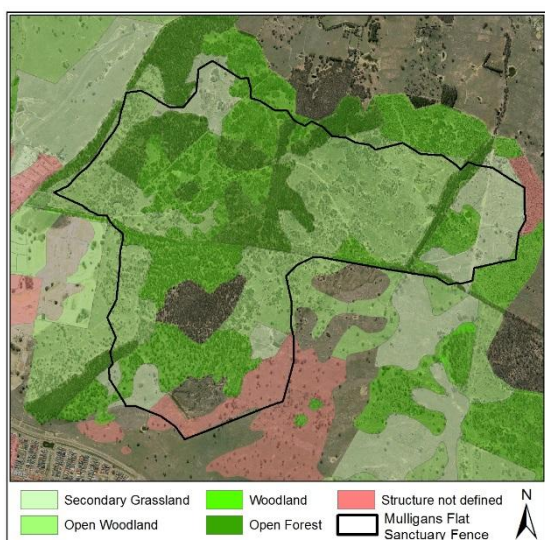 Secondary Grassland
Woodland
Structure not defined
N
Open Woodland
Open Forest
Mulligans Flat
Sanctuary Fence